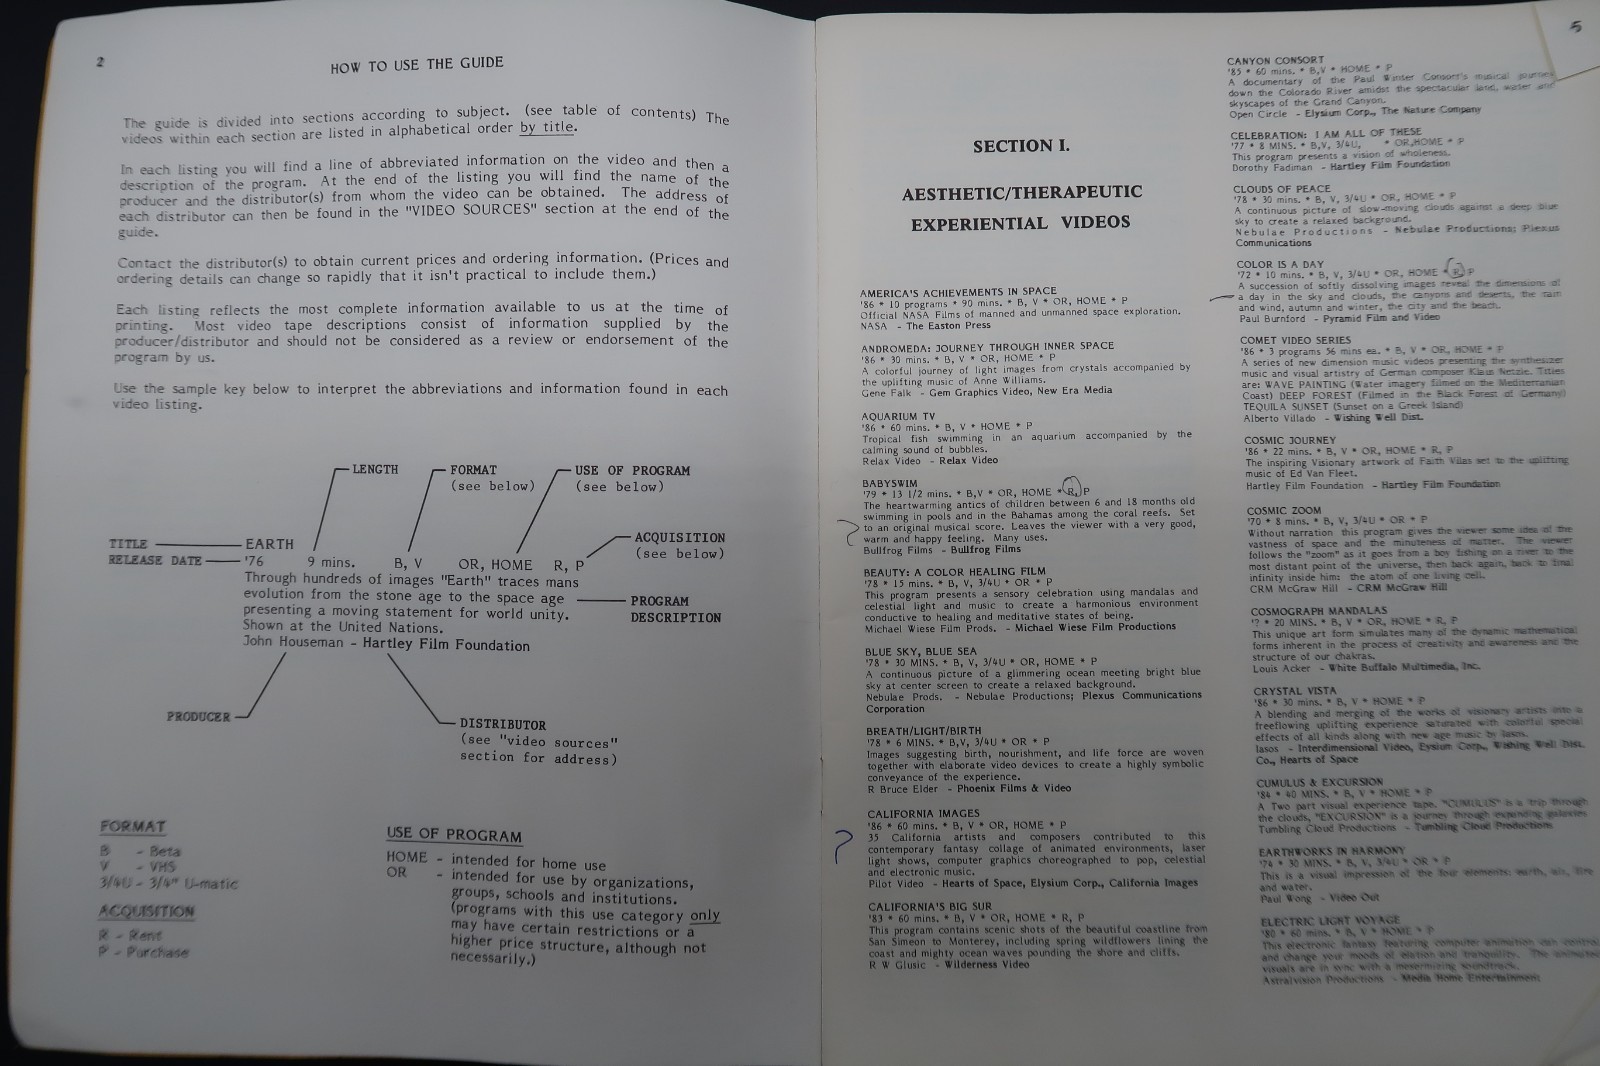 2
HOW TO USE THE GUIDE
The guide is divided into sections according to subject. (see table of contents) The
videos within each section are listed in alphabetical order by title.
In each listing you will find a line of abbreviated information on the video and then a
description of the program. At the end of the listing you will find the name of the
producer and the distributor(s) from whom the video can be obtained. The address of
each distributor can then be found in the "VIDEO SOURCES" section at the end of the
guide.
Contact the distributor(s) to obtain current prices and ordering information. (Prices and
ordering details can change so rapidly that it isn't practical to include them.)
Each listing reflects the most complete information available to us at the time of
printing. Most video tape descriptions consist of information supplied by the
producer/distributor and should not be considered as a review or endorsement of the
program by us.
Use the sample key below to interpret the abbreviations and information found in each
video listing.
LENGTH FORMAT USE OF PROGRAM
(see below) (see below)
TITLE EARTH ACQUISITION
(see below)
RELEASE DATE '76 9 mins. B, V OR, HOME R, P
Through hundreds of images "Earth" traces mans
evolution from the stone age to the space age PROGRAM
presenting a moving statement for world unity. DESCRIPTION
Shown at the United Nations.
John Houseman - Hartley Film Foundation
PRODUCER DISTRIBUTOR
(see "video sources"
section for address)
FORMAT
B - Beta
V - VHS
3/4U - 3/4" U-matic
ACQUISITION
R - Rent
P - Purchase
USE OF PROGRAM
HOME - intended for home use
OR - intended for use by organizations,
groups, schools and institutions.
(programs with this use category only
may have certain restrictions or a
higher price structure, although not
necessarily.)
SECTION I.
AESTHETIC/THERAPEUTIC
EXPERIENTIAL VIDEOS
AMERICA'S ACHIEVEMENTS IN SPACE
'86 * 10 programs * 90 mins. * B, V * OR, HOME * P
Official NASA Films of manned and unmanned space exploration.
NASA - The Easton Press
ANDROMEDA: JOURNEY THROUGH INNER SPACE
'86 * 30 mins. * B, V * OR, HOME * P
A colorful journey of light images from crystals accompanied by
the uplifting music of Anne Williams.
Gene Falk - Gem Graphics Video, New Era Media
AQUARIUM TV
'86 * 60 mins. * B, V * HOME * P
Tropical fish swimming in an aquarium accompanied by the
calming sound of bubbles.
Relax Video - Relax Video
BABYSWIM
'79 * 13 1/2 mins. * B,V * OR, HOME * R, P
The heartwarming antics of children between 6 and 18 months old
swimming in pools and in the Bahamas among the coral reefs. Set
to an original musical score. Leaves the viewer with a very good,
warm and happy feeling. Many uses.
Bullfrog Films - Bullfrog Films
BEAUTY: A COLOR HEALING FILM
'78 * 15 mins. * B, V, 3/4U * OR * P
This program presents a sensory celebration using mandalas and
celestial light and music to create a harmonious environment
conductive to healing and meditative states of being.
Michael Wiese Film Prods. - Michael Wiese Film Productions
BLUE SKY, BLUE SEA
'78 * 30 MINS. * B, V, 3/4U * OR, HOME * P
A continuous picture of a glimmering ocean meeting bright blue
sky at center screen to create a relaxed background.
Nebulae Prods. - Nebulae Productions; Plexus Communications
Corporation
BREATH/LIGHT/BIRTH
'78 * 6 MINS. * B,V, 3/4U * OR * P
Images suggesting birth, nourishment, and life force are woven
together with elaborate video devices to create a highly symbolic
conveyance of the experience.
R Bruce Elder - Phoenix Films & Video
CALIFORNIA IMAGES
'86 * 60 mins. * B, V * OR, HOME * P
? 35 California artists and composers contributed to this
contemporary fantasy collage of animated environments, laser
light shows, computer graphics choreographed to pop, celestial
and electronic music.
Pilot Video - Hearts of Space, Elysium Corp., California Images
CALIFORNIA'S BIG SUR
'83 * 60 mins. * B, V * OR, HOME * R, P
This program contains scenic shots of the beautiful coastline from
San Simeon to Monterey, including spring wildflowers lining the
coast and mighty ocean waves pounding the shore and cliffs.
R W Glusic - Wilderness Video
5
CANYON CONSORT
'85 * 60 mins. * B,V * HOME * P
A documentary of the Paul Winter Consort's musical journey
down the Colorado River amidst the spectacular land, water and
skyscapes of the Grand Canyon.
Open Circle - Elysium Corp., The Nature Company
CELEBRATION: I AM ALL OF THESE
'77 * 8 MINS. * B,V, 3/4U, * OR,HOME * P
This program presents a vision of wholeness.
Dorothy Fadiman - Hartley Film Foundation
CLOUDS OF PEACE
'78 * 30 mins. * B, V, 3/4U * OR, HOME * P
A continuous picture of slow-moving clouds against a deep blue
sky to create a relaxed background.
Nebulae Productions - Nebulae Productions; Plexus
Communications
COLOR IS A DAY
'72 * 10 mins. * B, V, 3/4U * OR, HOME * R, P
A succession of softly dissolving images reveal the dimensions of
a day in the sky and clouds, the canyons and deserts, the rain
and wind, autumn and winter, the city and the beach.
Paul Burnford - Pyramid Film and Video
COMET VIDEO SERIES
'86 * 3 programs 56 mins ea. * B, V * OR, HOME * P
A series of new dimension music videos presenting the synthesizer
music and visual artistry of German composer Klaus Netzle. Titles
are: WAVE PAINTING (Water imagery filmed on the Mediterranean
Coast) DEEP FOREST (Filmed in the Black Forest of Germany)
TEQUILA SUNSET (Sunset on a Greek Island)
Alberto Villado - Wishing Well Dist.
COSMIC JOURNEY
'86 * 22 mins. * B, V * OR, HOME * R, P
The inspiring Visionary artwork of Faith Vilas set to the uplifting
music of Ed Van Fleet.
Hartley Film Foundation - Hartley Film Foundation
COSMIC ZOOM
'70 * 8 mins. * B, V, 3/4U * OR * P
Without narration this program gives the viewer some idea of the
vastness of space and the minuteness of matter. The viewer
follows the "zoom" as it goes from a boy fishing on a river to the
most distant point of the universe, then back again, back to final
infinity inside him: the atom of one living cell.
CRM McGraw Hill - CRM McGraw Hill
COSMOGRAPH MANDALAS
'? * 20 MINS. * B, V * OR, HOME * R, P
This unique art form simulates many of the dynamic mathematical
forms inherent in the process of creativity and awareness and the
structure of our chakras.
Louis Acker - White Buffalo Multimedia, Inc.
CRYSTAL VISTA
'86 * 30 mins. * B, V * HOME * P
A blending and merging of the works of visionary artists into a
freeflowing uplifting experience saturated with colorful special
effects of all kinds along with new age music by Iasos.
Iasos - Interdimensional Video, Eysium Corp., Wishing Well Dist.
Co., Hearts of Space
CUMULUS & EXCURSION
'84 * 40 MINS. * B, V * HOME * P
A Two part visual experience tape. "CUMULUS" is a trip through
the clouds, "EXCURSION" is a journey through expanding galaxies
Tumbling Cloud Productions - Tumbling Cloud Productions
EARTHWORKS IN HARMONY
'74 * 30 MINS. * B, V, 3/4U * OR * P
This is a visual impression of the four elements: earth, air, fire
and water.
Paul Wong - Video Out
ELECTRIC LIGHT VOYAGE
'80 * 60 mins. * B, V * HOME * P
This electronic fantasy featuring computer animation can control
and change your moods of elation and tranquility. The animated
visuals are in sync with a mesmerizing soundtrack.
Astralvision Productions - Media Home Entertainment